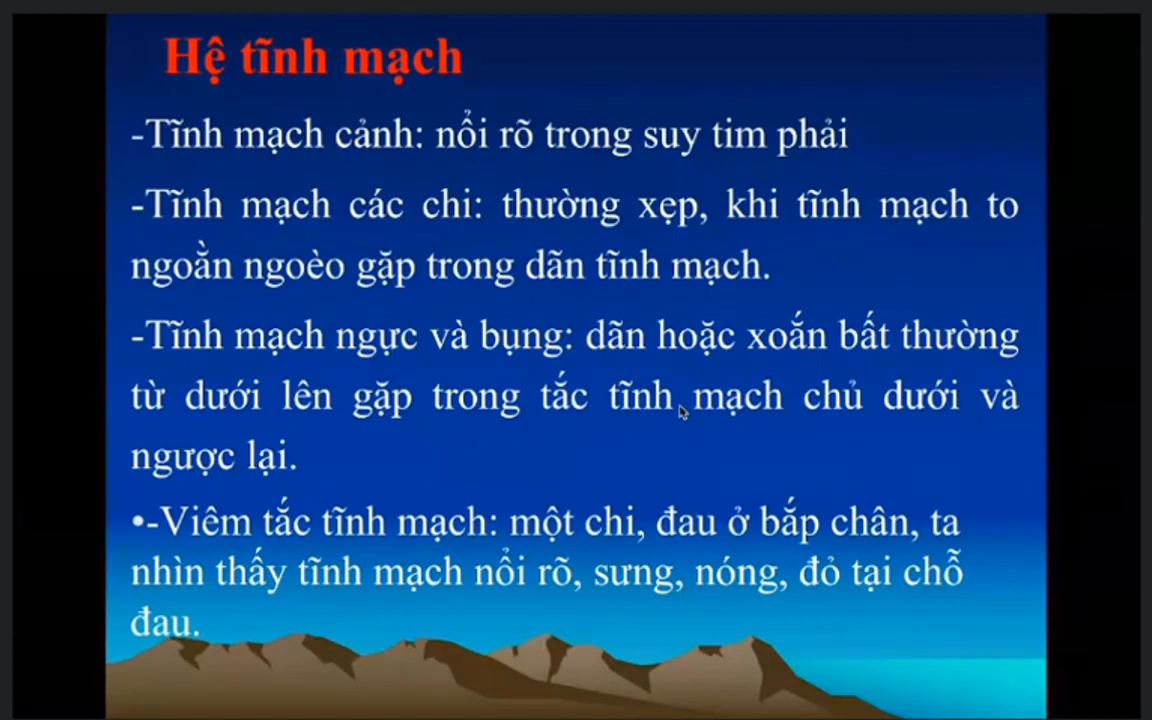 Hệ tĩnh mạch
-Tĩnh mạch cảnh: nổi rõ trong suy tim phải
-Tĩnh mạch các chi: thường xẹp, khi tĩnh mạch to
ngoằn ngoèo gặp trong dãn tĩnh mạch.
-Tĩnh mạch ngực và bụng: dãn hoặc xoắn bất thường
từ dưới lên gặp trong tắc tĩnh mạch chủ dưới và
ngược lại.
•-Viêm tắc tĩnh mạch: một chi, đau ở bắp chân, ta
nhìn thấy tĩnh mạch nổi rõ, sưng, nóng, đỏ tại chỗ
đau.